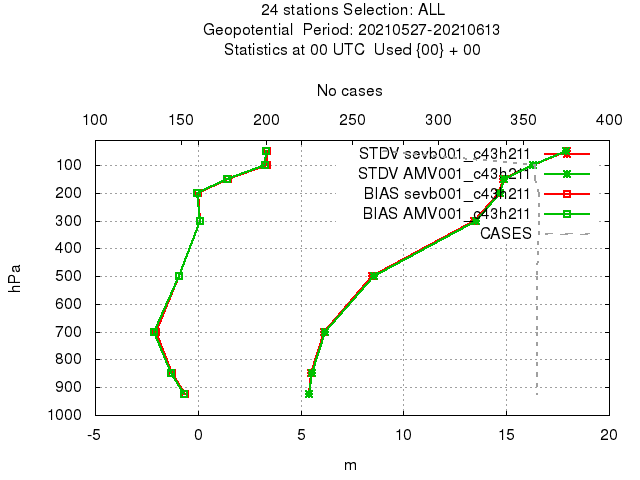 24 stations Selection: ALL
Geopotential  Period: 20210527-20210613
Statistics at 00 UTC  Used {00} + 00
No cases
100 150 200 250 300 350 400
STDV sevb001_c43h211
STDV AMV001_c43h211
BIAS sevb001_c43h211
BIAS AMV001_c43h211
CASES
100
200
300
400
500
600
700
800
900
1000
hPa
-5 0 5 10 15 20
m